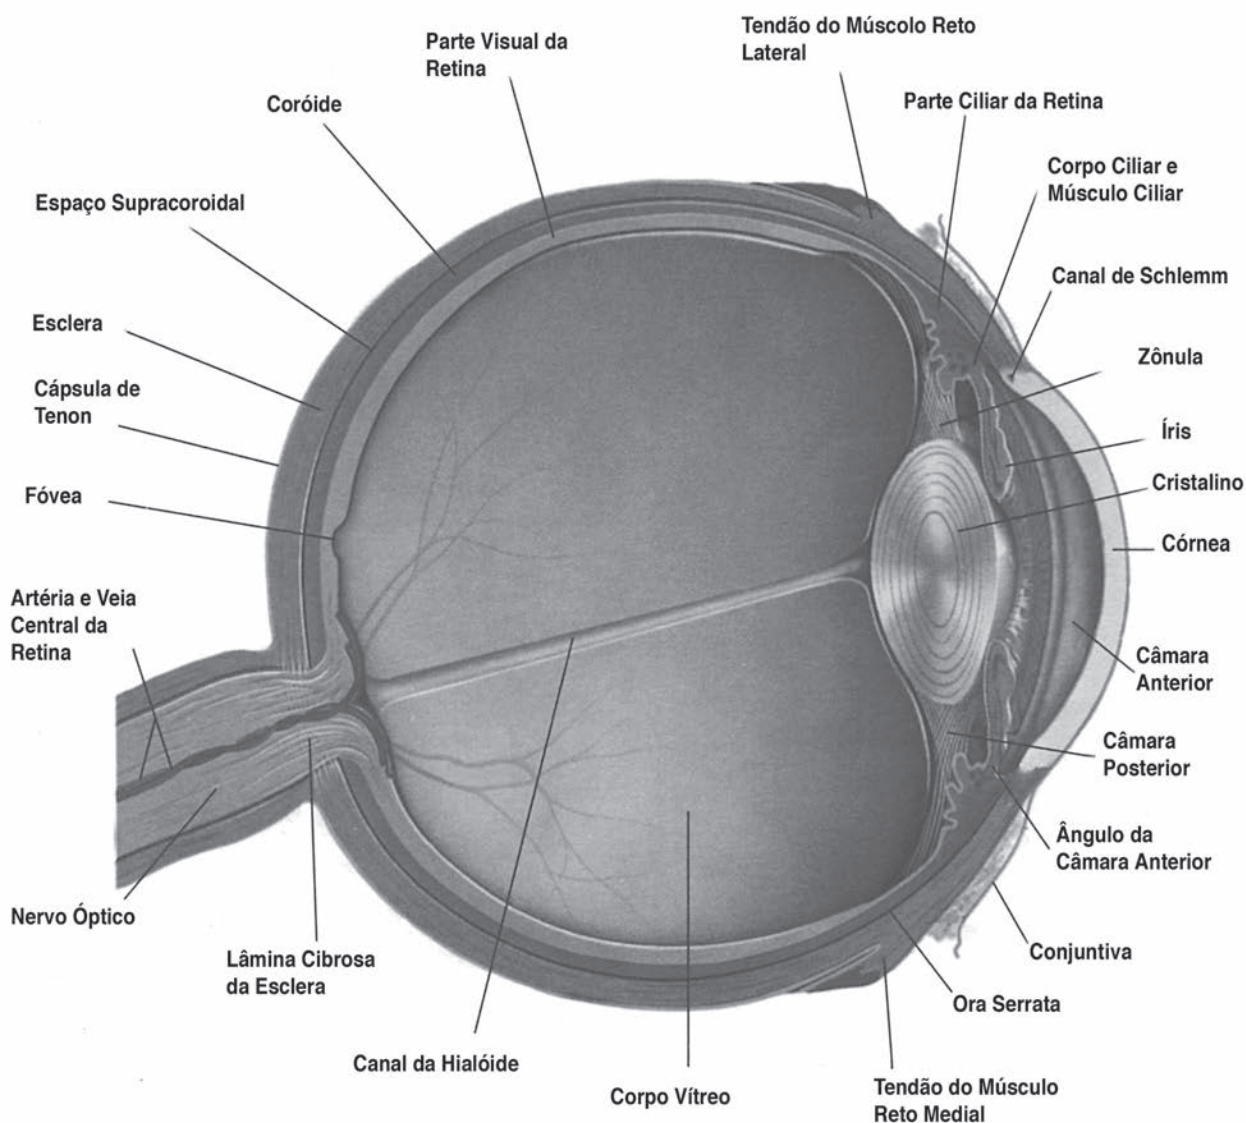 Tendão do Múscolo Reto
Lateral
Parte Visual da
Retina
Coróide
Parte Ciliar da Retina
Corpo Ciliar e
Músculo Ciliar
Espaço Supracoroidal
Canal de Schlemm
Esclera
Zônula
Cápsula de
Tenon
Íris
Cristalino
Fóvea
Córnea
Artéria e Veia
Central da
Retina
Câmara
Anterior
Câmara
Posterior
Ângulo da
Câmara Anterior
Nervo Óptico
Lâmina Cibrosa
da Esclera
Conjuntiva
Ora Serrata
Canal da Hialóide
Corpo Vítreo
Tendão do Músculo
Reto Medial